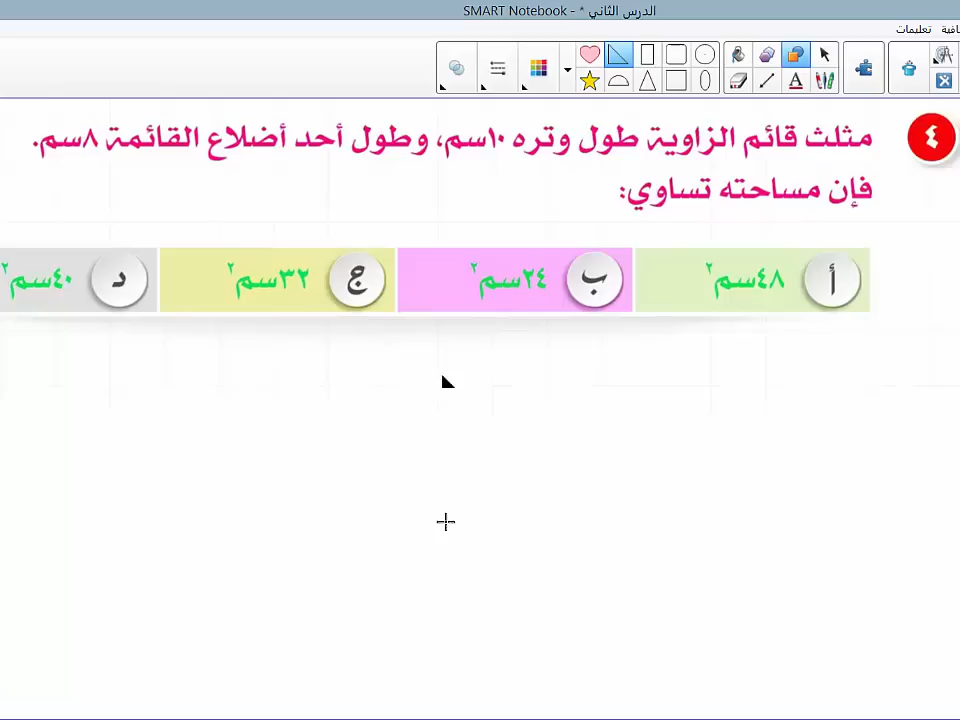 الدرس الثاني * - SMART Notebook
تعليمات
٤
مثلث قائم الزاوية طول وتره ١٠سم، وطول أحد أضلاع القائمة ٨سم.
فإن مساحته تساوي:
أ ٤٨سم٢ ب ٢٤سم٢ ج ٣٢سم٢ د ٤٠سم٢
A